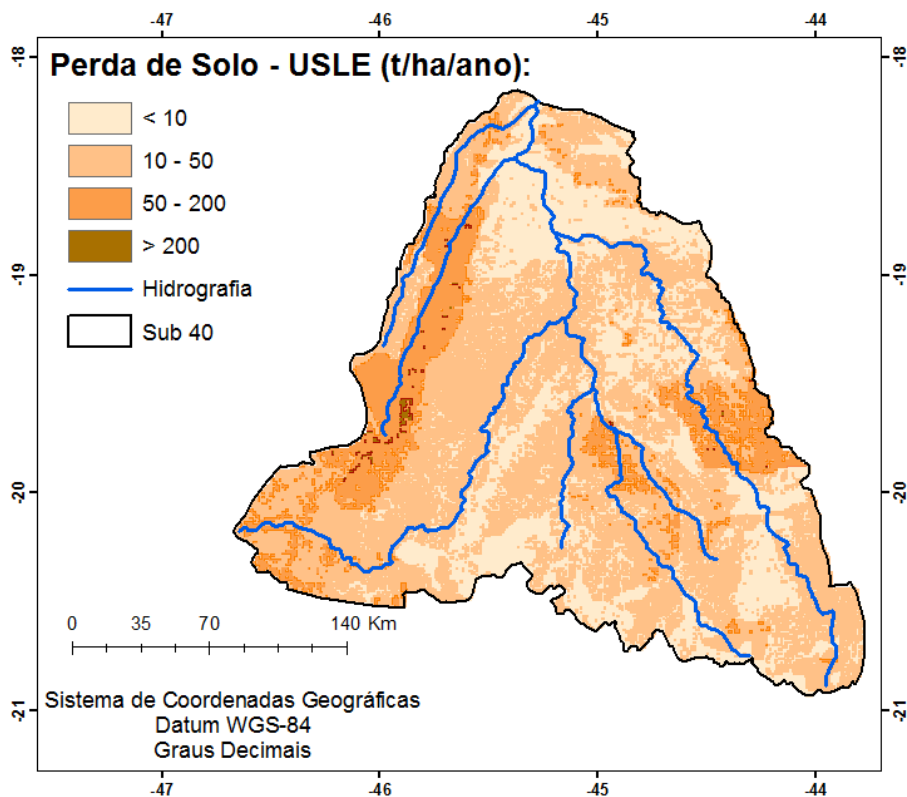 -47 -46 -45 -44
-18 -18
Perda de Solo - USLE (t/ha/ano):
< 10
10 - 50
50 - 200
> 200
-19 -19
Hidrografia
Sub 40
-20 -20
0 35 70 140 Km
Sistema de Coordenadas Geográficas
-21 -21
Datum WGS-84
Graus Decimais
-47 -46 -45 -44